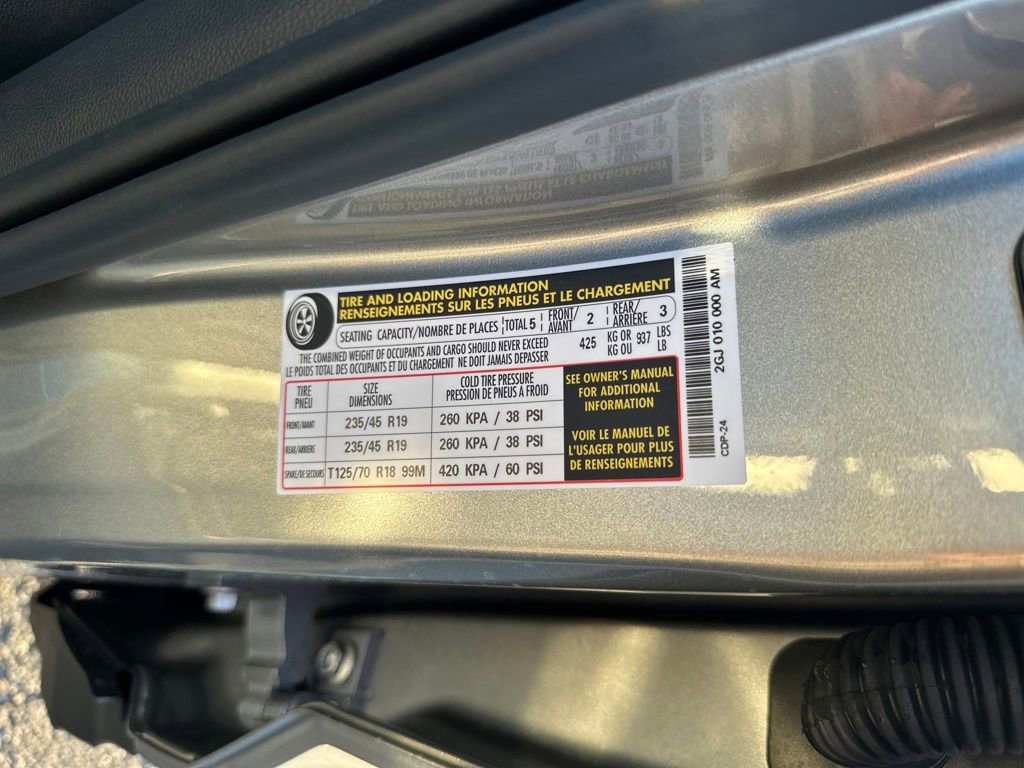 TIRE AND LOADING INFORMATION
RENSEIGNEMENTS SUR LES PNEUS ET LE CHARGEMENT
SEATING CAPACITY/NOMBRE DE PLACES TOTAL 5 FRONT/AVANT 2 REAR/ARRIÈRE 3
THE COMBINED WEIGHT OF OCCUPANTS AND CARGO SHOULD NEVER EXCEED 425 KG OR 937 LBS
LE POIDS TOTAL DES OCCUPANTS ET DU CHARGEMENT NE DOIT JAMAIS DEPASSER KG OU LB
TIRE SIZE COLD TIRE PRESSURE
PNEU DIMENSIONS PRESSION DE PNEUS A FROID
FRONT/AVANT 235/45 R19 260 KPA / 38 PSI
REAR/ARRIERE 235/45 R19 260 KPA / 38 PSI
SPARE/DE SECOURS T125/70 R18 99M 420 KPA / 60 PSI
SEE OWNER'S MANUAL
FOR ADDITIONAL
INFORMATION
VOIR LE MANUEL DE
L'USAGER POUR PLUS
DE RENSEIGNEMENTS
2GJ 010 000 AM
CDP-24